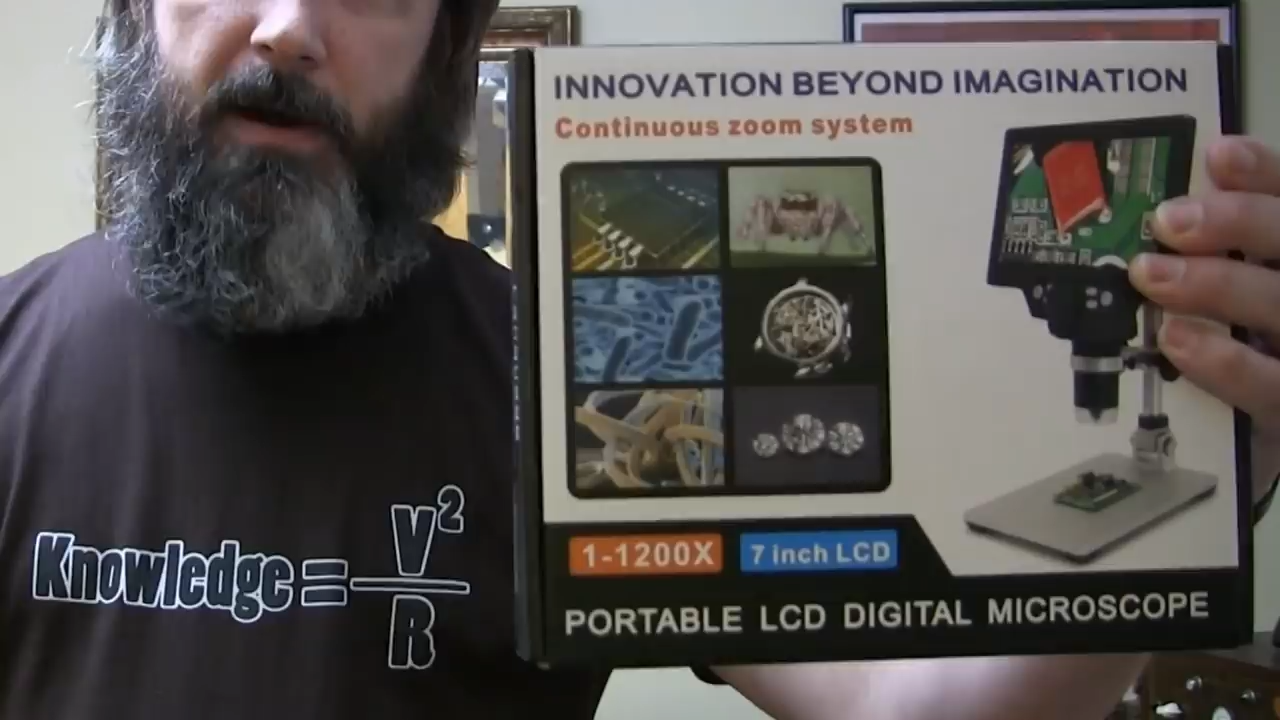 INNOVATION BEYOND IMAGINATION
Continuous zoom system
1-1200X
7 inch LCD
PORTABLE LCD DIGITAL MICROSCOPE
Knowledge = V²
R